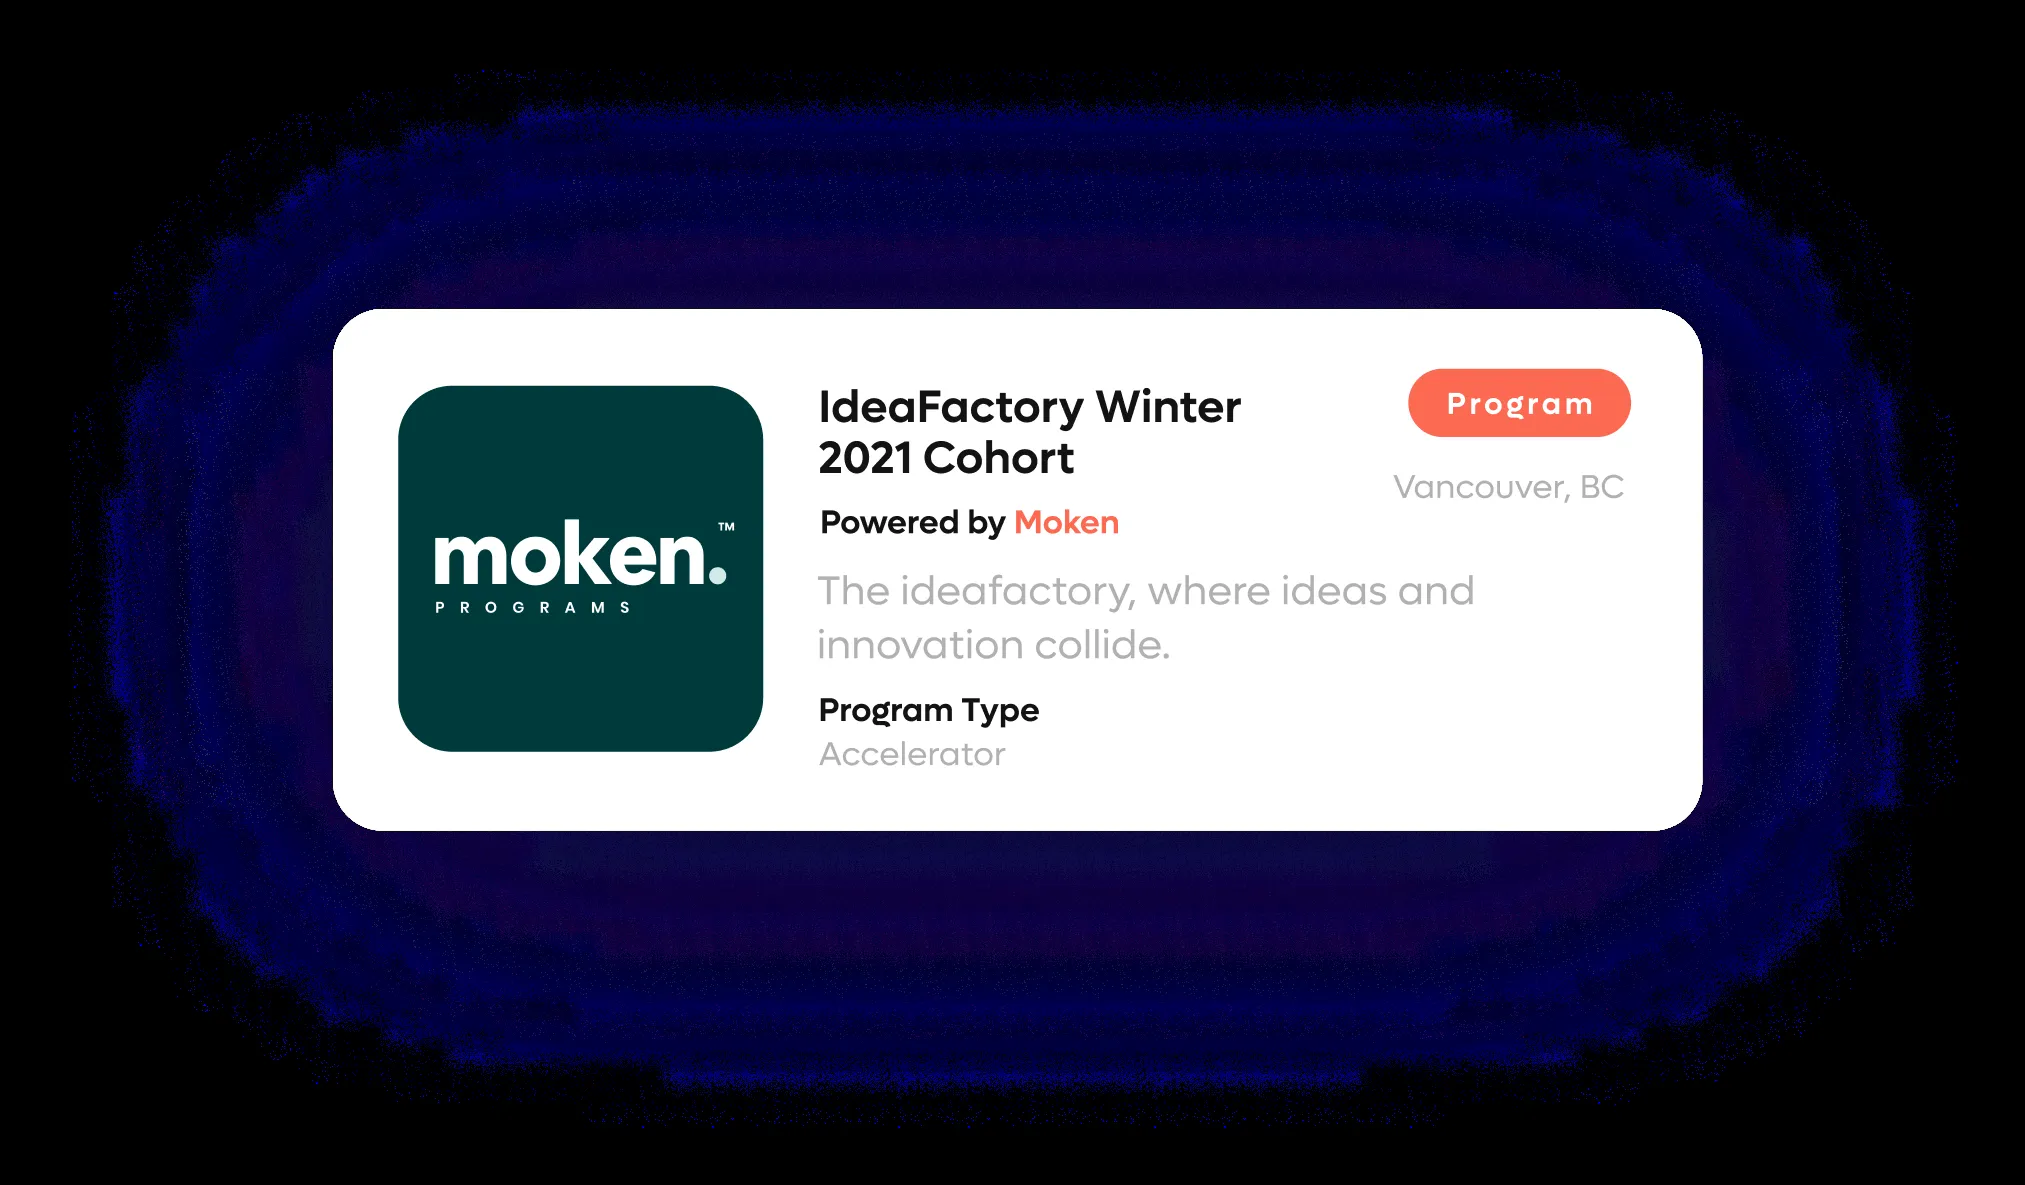 moken.™
PROGRAMS
IdeaFactory Winter
2021 Cohort
Powered by Moken
The ideafactory, where ideas and
innovation collide.
Program Type
Accelerator
Program
Vancouver, BC